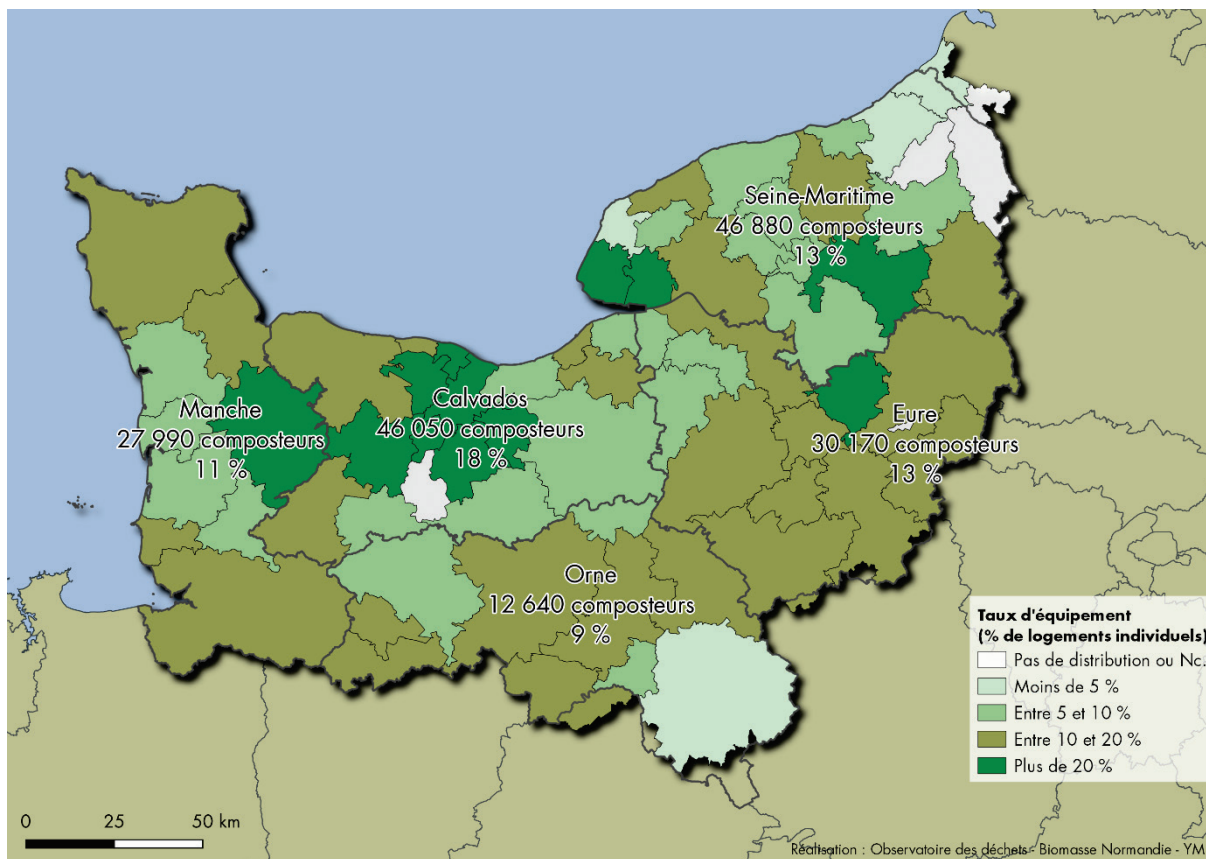 Seine-Maritime
46 880 composteurs
13 %
Manche
27 990 composteurs
11 %
Calvados
46 050 composteurs
18 %
Eure
30 170 composteurs
13 %
Orne
12 640 composteurs
9 %
Taux d'équipement
(% de logements individuels)
Pas de distribution ou Nc.
Moins de 5 %
Entre 5 et 10 %
Entre 10 et 20 %
Plus de 20 %
0 25 50 km
Réalisation : Observatoire des déchets - Biomasse Normandie - YM